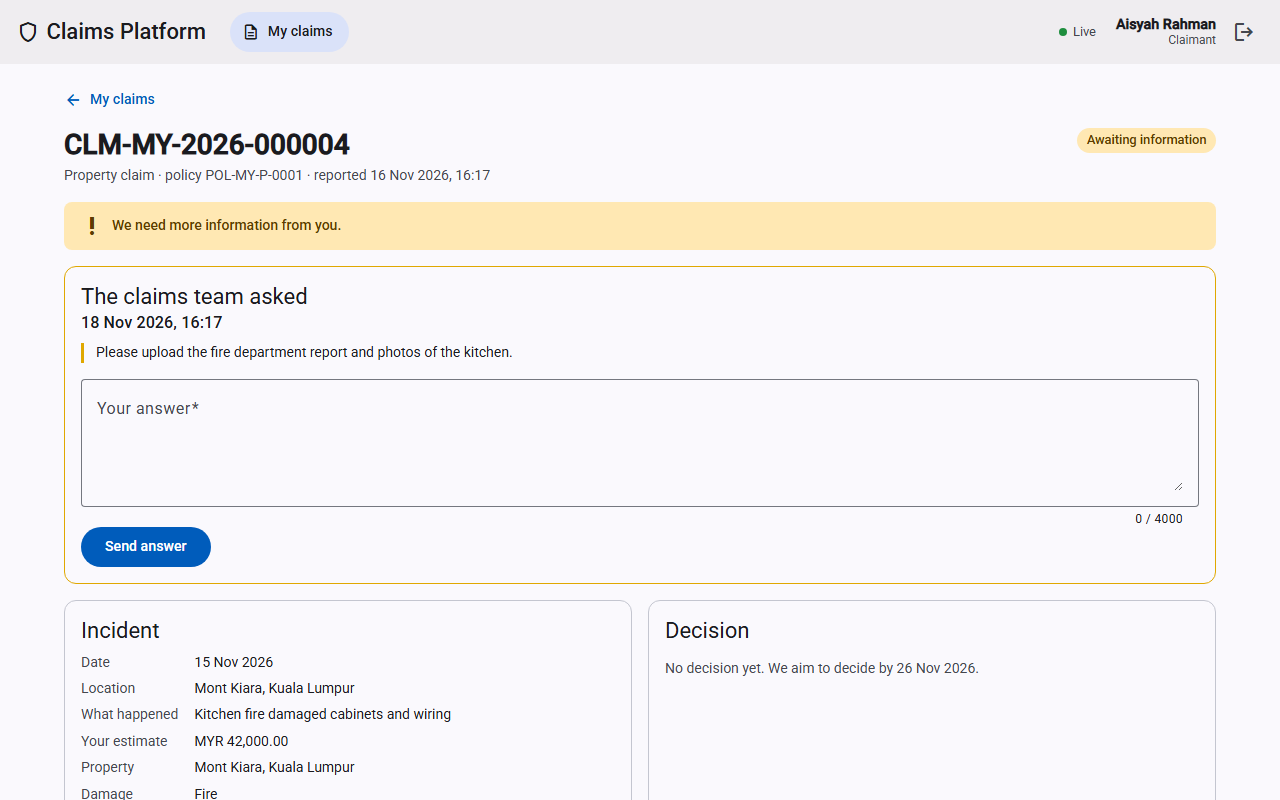 Claims Platform
My claims
Live
Aisyah Rahman
Claimant
My claims
CLM-MY-2026-000004
Awaiting information
Property claim · policy POL-MY-P-0001 · reported 16 Nov 2026, 16:17
! We need more information from you.
The claims team asked
18 Nov 2026, 16:17
Please upload the fire department report and photos of the kitchen.
Your answer*
0 / 4000
Send answer
Incident
Date 15 Nov 2026
Location Mont Kiara, Kuala Lumpur
What happened Kitchen fire damaged cabinets and wiring
Your estimate MYR 42,000.00
Property Mont Kiara, Kuala Lumpur
Damage Fire
Decision
No decision yet. We aim to decide by 26 Nov 2026.